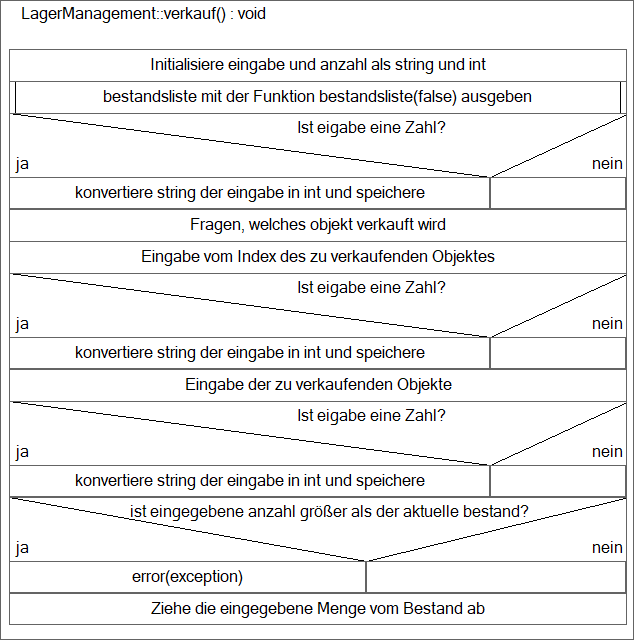 LagerManagement::verkauf() : void
Initialisiere eingabe und anzahl als string und int
bestandsliste mit der Funktion bestandsliste(false) ausgeben
Ist eigabe eine Zahl?
ja nein
konvertiere string der eingabe in int und speichere
Fragen, welches objekt verkauft wird
Eingabe vom Index des zu verkaufenden Objektes
Ist eigabe eine Zahl?
ja nein
konvertiere string der eingabe in int und speichere
Eingabe der zu verkaufenden Objekte
Ist eigabe eine Zahl?
ja nein
konvertiere string der eingabe in int und speichere
ist eingegebene anzahl größer als der aktuelle bestand?
ja nein
error(exception)
Ziehe die eingegebene Menge vom Bestand ab